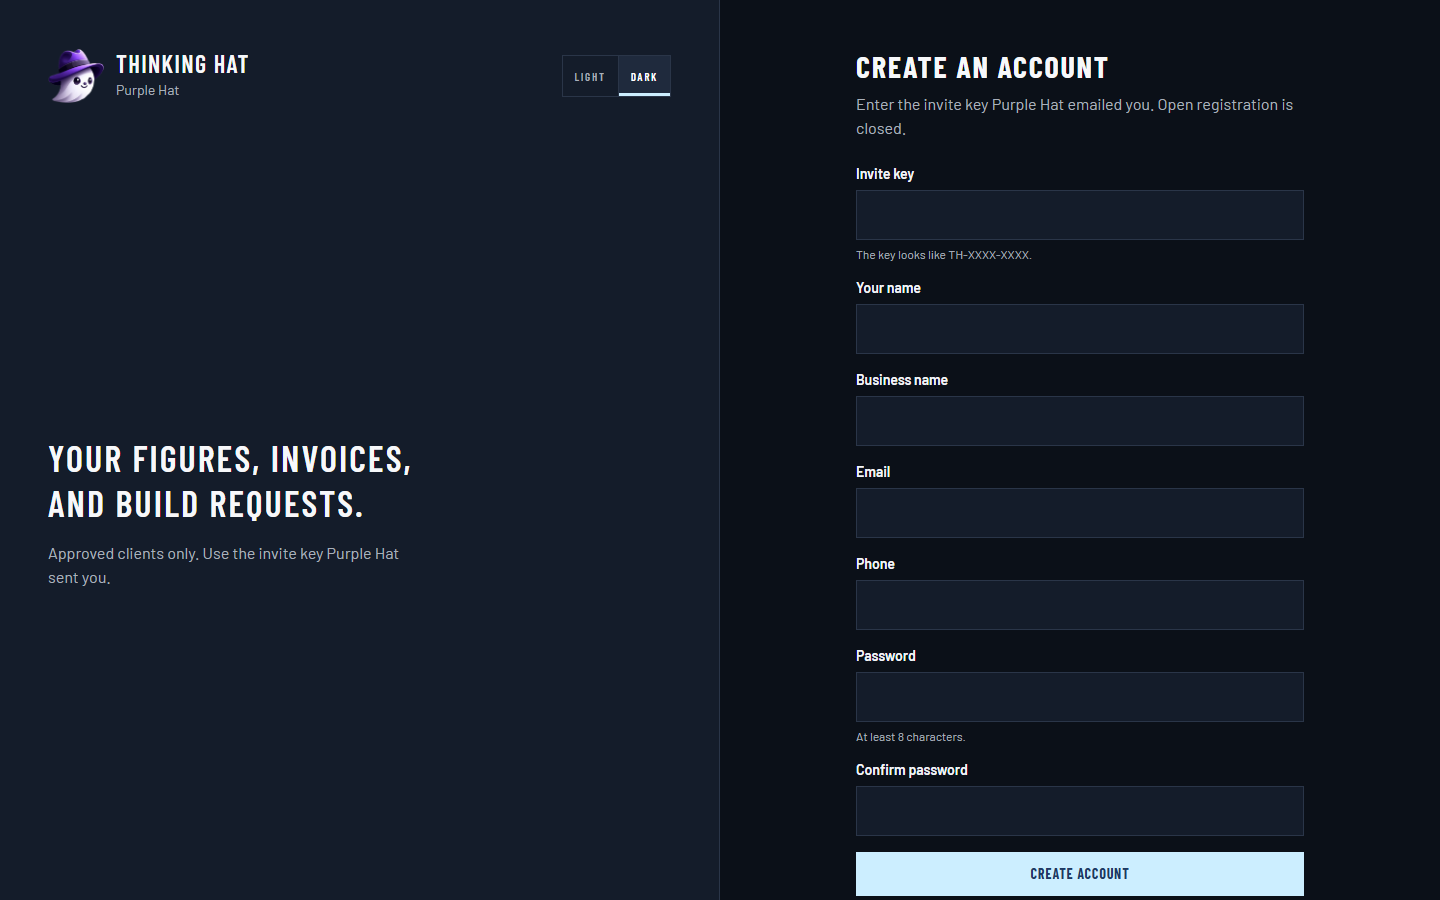 THINKING HAT
Purple Hat
LIGHT
DARK
YOUR FIGURES, INVOICES,
AND BUILD REQUESTS.
Approved clients only. Use the invite key Purple Hat
sent you.
CREATE AN ACCOUNT
Enter the invite key Purple Hat emailed you. Open registration is
closed.
Invite key
The key looks like TH-XXXX-XXXX.
Your name
Business name
Email
Phone
Password
At least 8 characters.
Confirm password
CREATE ACCOUNT